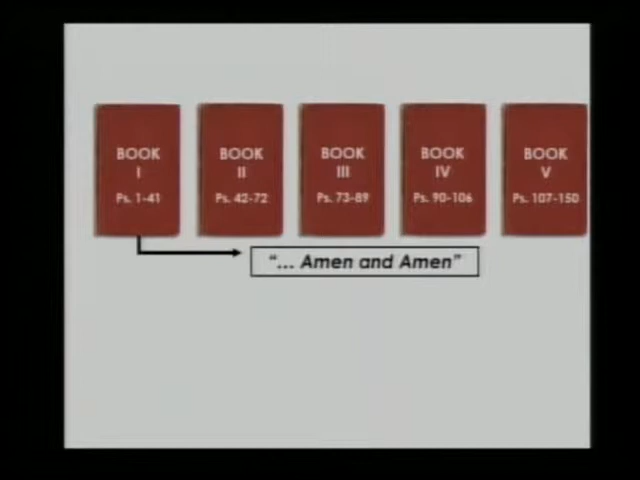 BOOK
I
Ps. 1-41
BOOK
II
Ps. 42-72
BOOK
III
Ps. 73-89
BOOK
IV
Ps. 90-106
BOOK
V
Ps. 107-150
"... Amen and Amen"